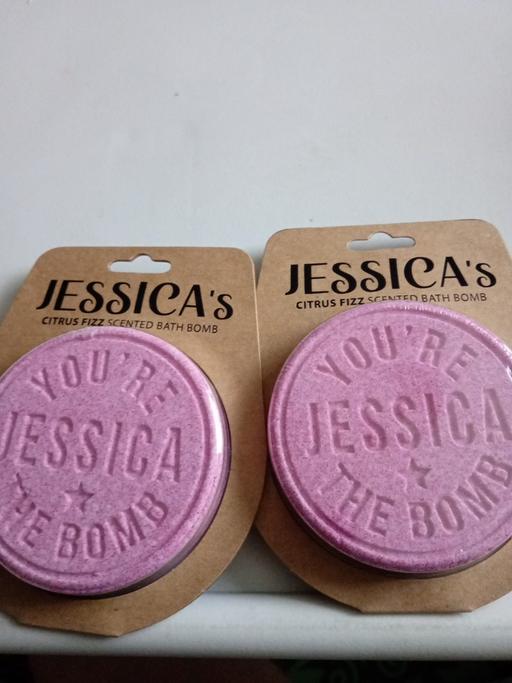 JESSICA's
CITRUS FIZZ SCENTED BATH BOMB
YOU'RE
JESSICA
THE BOMB
JESSICA's
CITRUS FIZZ SCENTED BATH BOMB
YOU'RE
JESSICA
THE BOMB